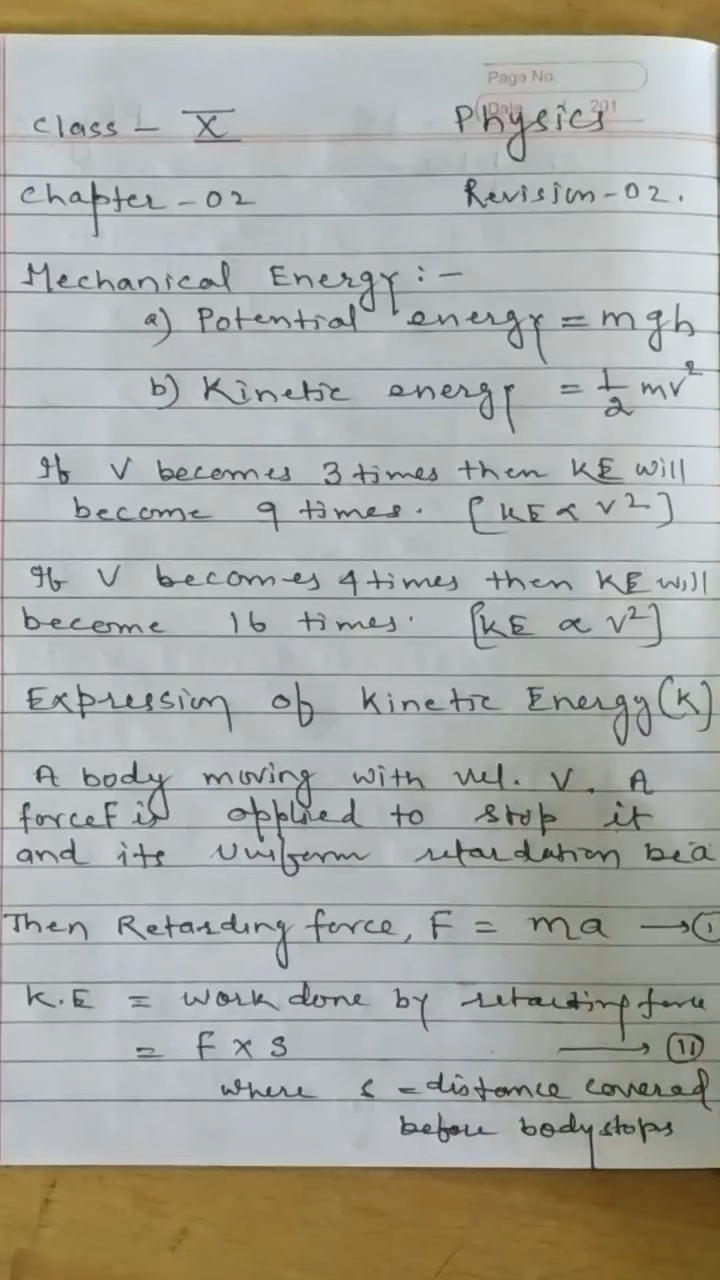 Page No.
Date 201
Class - X Physics
Chapter - 02 Revision - 02.
Mechanical Energy :-
a) Potential energy = mgh
b) Kinetic energy = 1/2 mv²
If V becomes 3 times then KE will
become 9 times. [KE ∝ V²]
If V becomes 4 times then KE will
become 16 times. [KE ∝ V²]
Expression of Kinetic Energy (K)
A body moving with vel. V. A
force F is applied to stop it
and its uniform retardation be a
Then Retarding force, F = ma → (I)
K.E = work done by retarding force
= F x S → (II)
where s = distance covered
before body stops